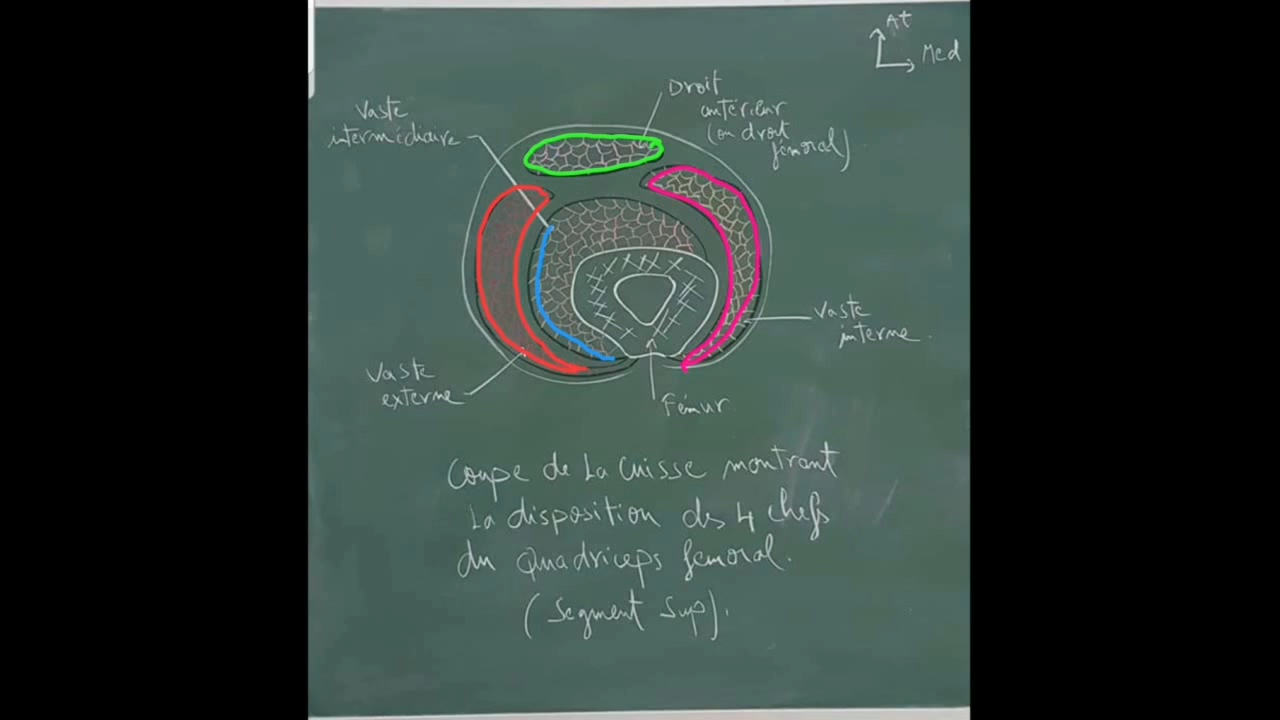 At
Med
Droit
antérieur
(ou droit
fémoral)
Vaste
intermédiaire
Vaste
interne.
Vaste
externe
Fémur
Coupe de La Cuisse montrant
La disposition des 4 chefs
du Quadriceps fémoral.
(Segment Sup).